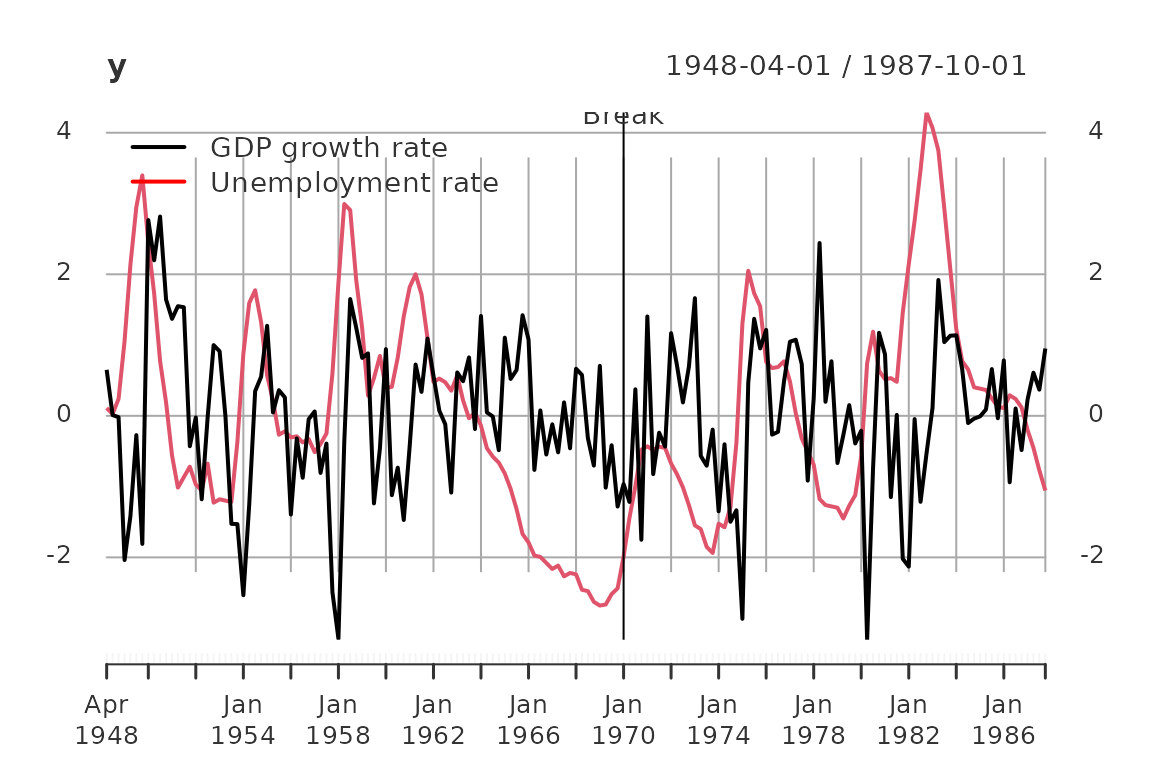 y 1948-04-01 / 1987-10-01
Break
4 4
GDP growth rate
Unemployment rate
2 2
0 0
-2 -2
Apr Jan Jan Jan Jan Jan Jan Jan Jan Jan
1948 1954 1958 1962 1966 1970 1974 1978 1982 1986